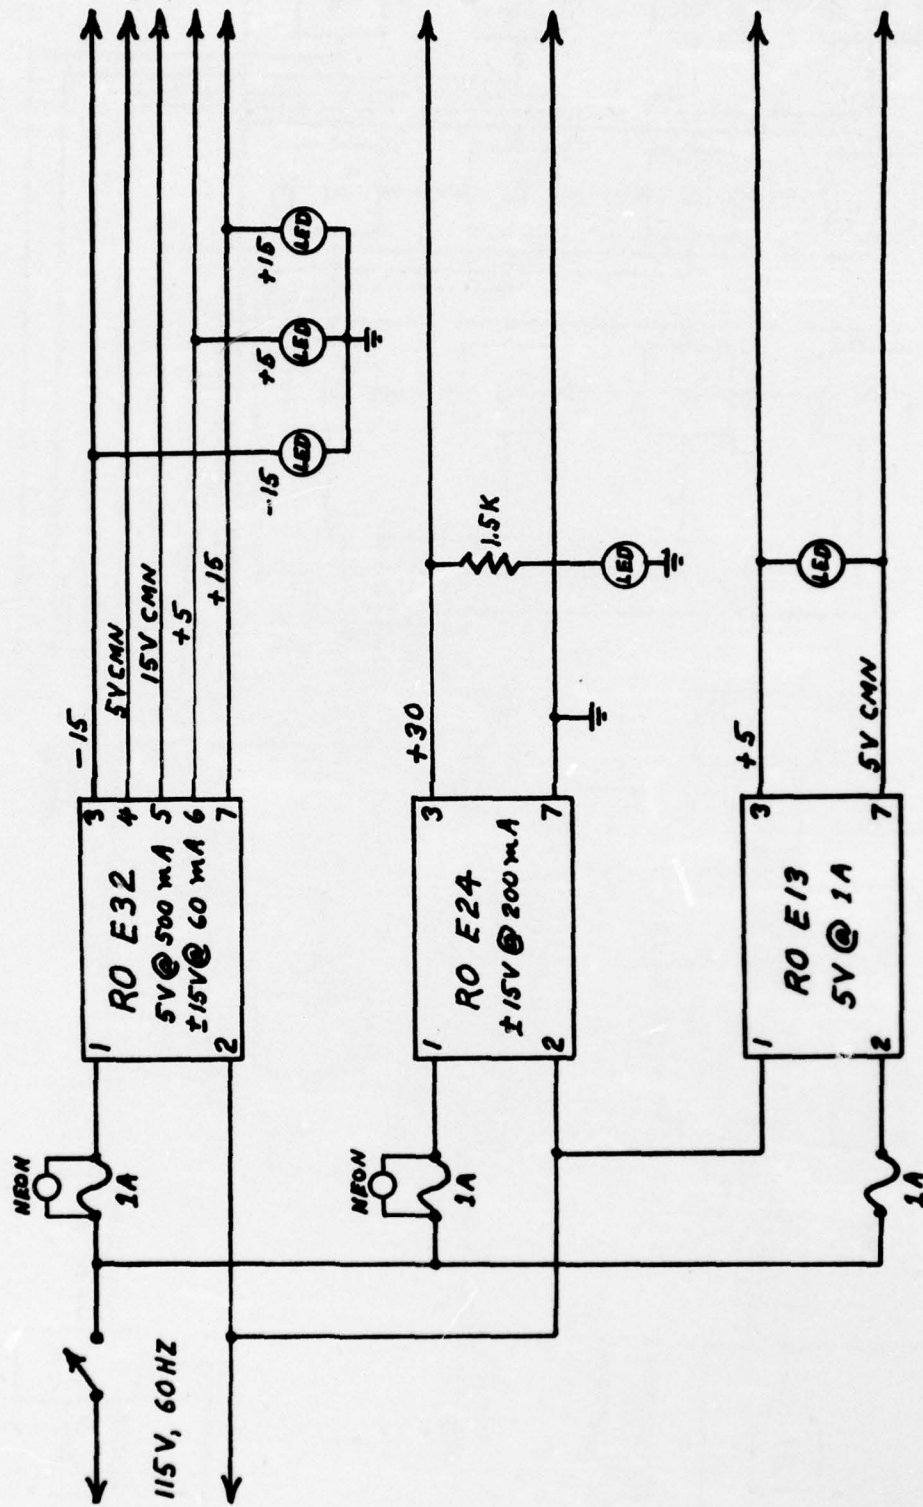 115V, 60HZ
NEON
1A
1
2
RO E32
5V@500 mA
±15V@ 60 mA
3
4
5
6
7
-15
5V CMN
15V CMN
+5
+15
-15
LED
+5
LED
+15
LED
NEON
1A
1
2
RO E24
±15V@200mA
3
7
+30
1.5K
LED
1A
1
2
RO E13
5V @ 1A
3
7
+5
5V CMN
LED